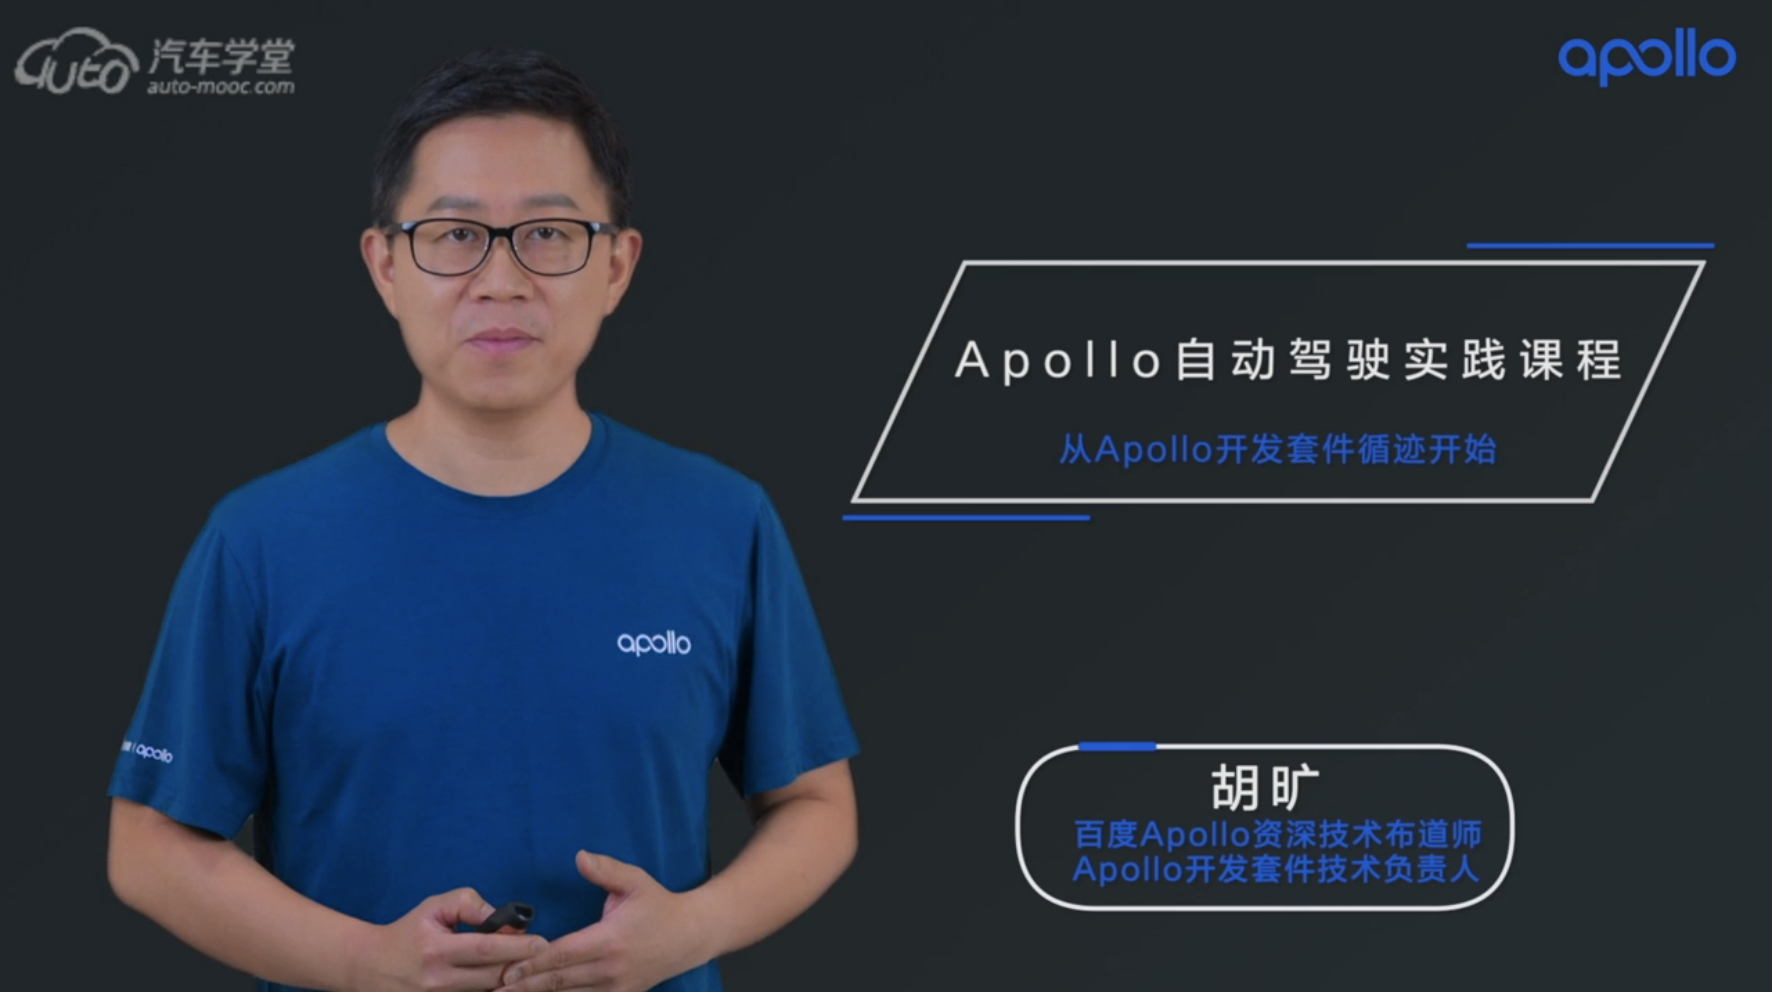 auto 汽车学堂
auto-mooc.com
apollo
Apollo自动驾驶实践课程
从Apollo开发套件循迹开始
apollo
apollo
胡旷
百度Apollo资深技术布道师
Apollo开发套件技术负责人